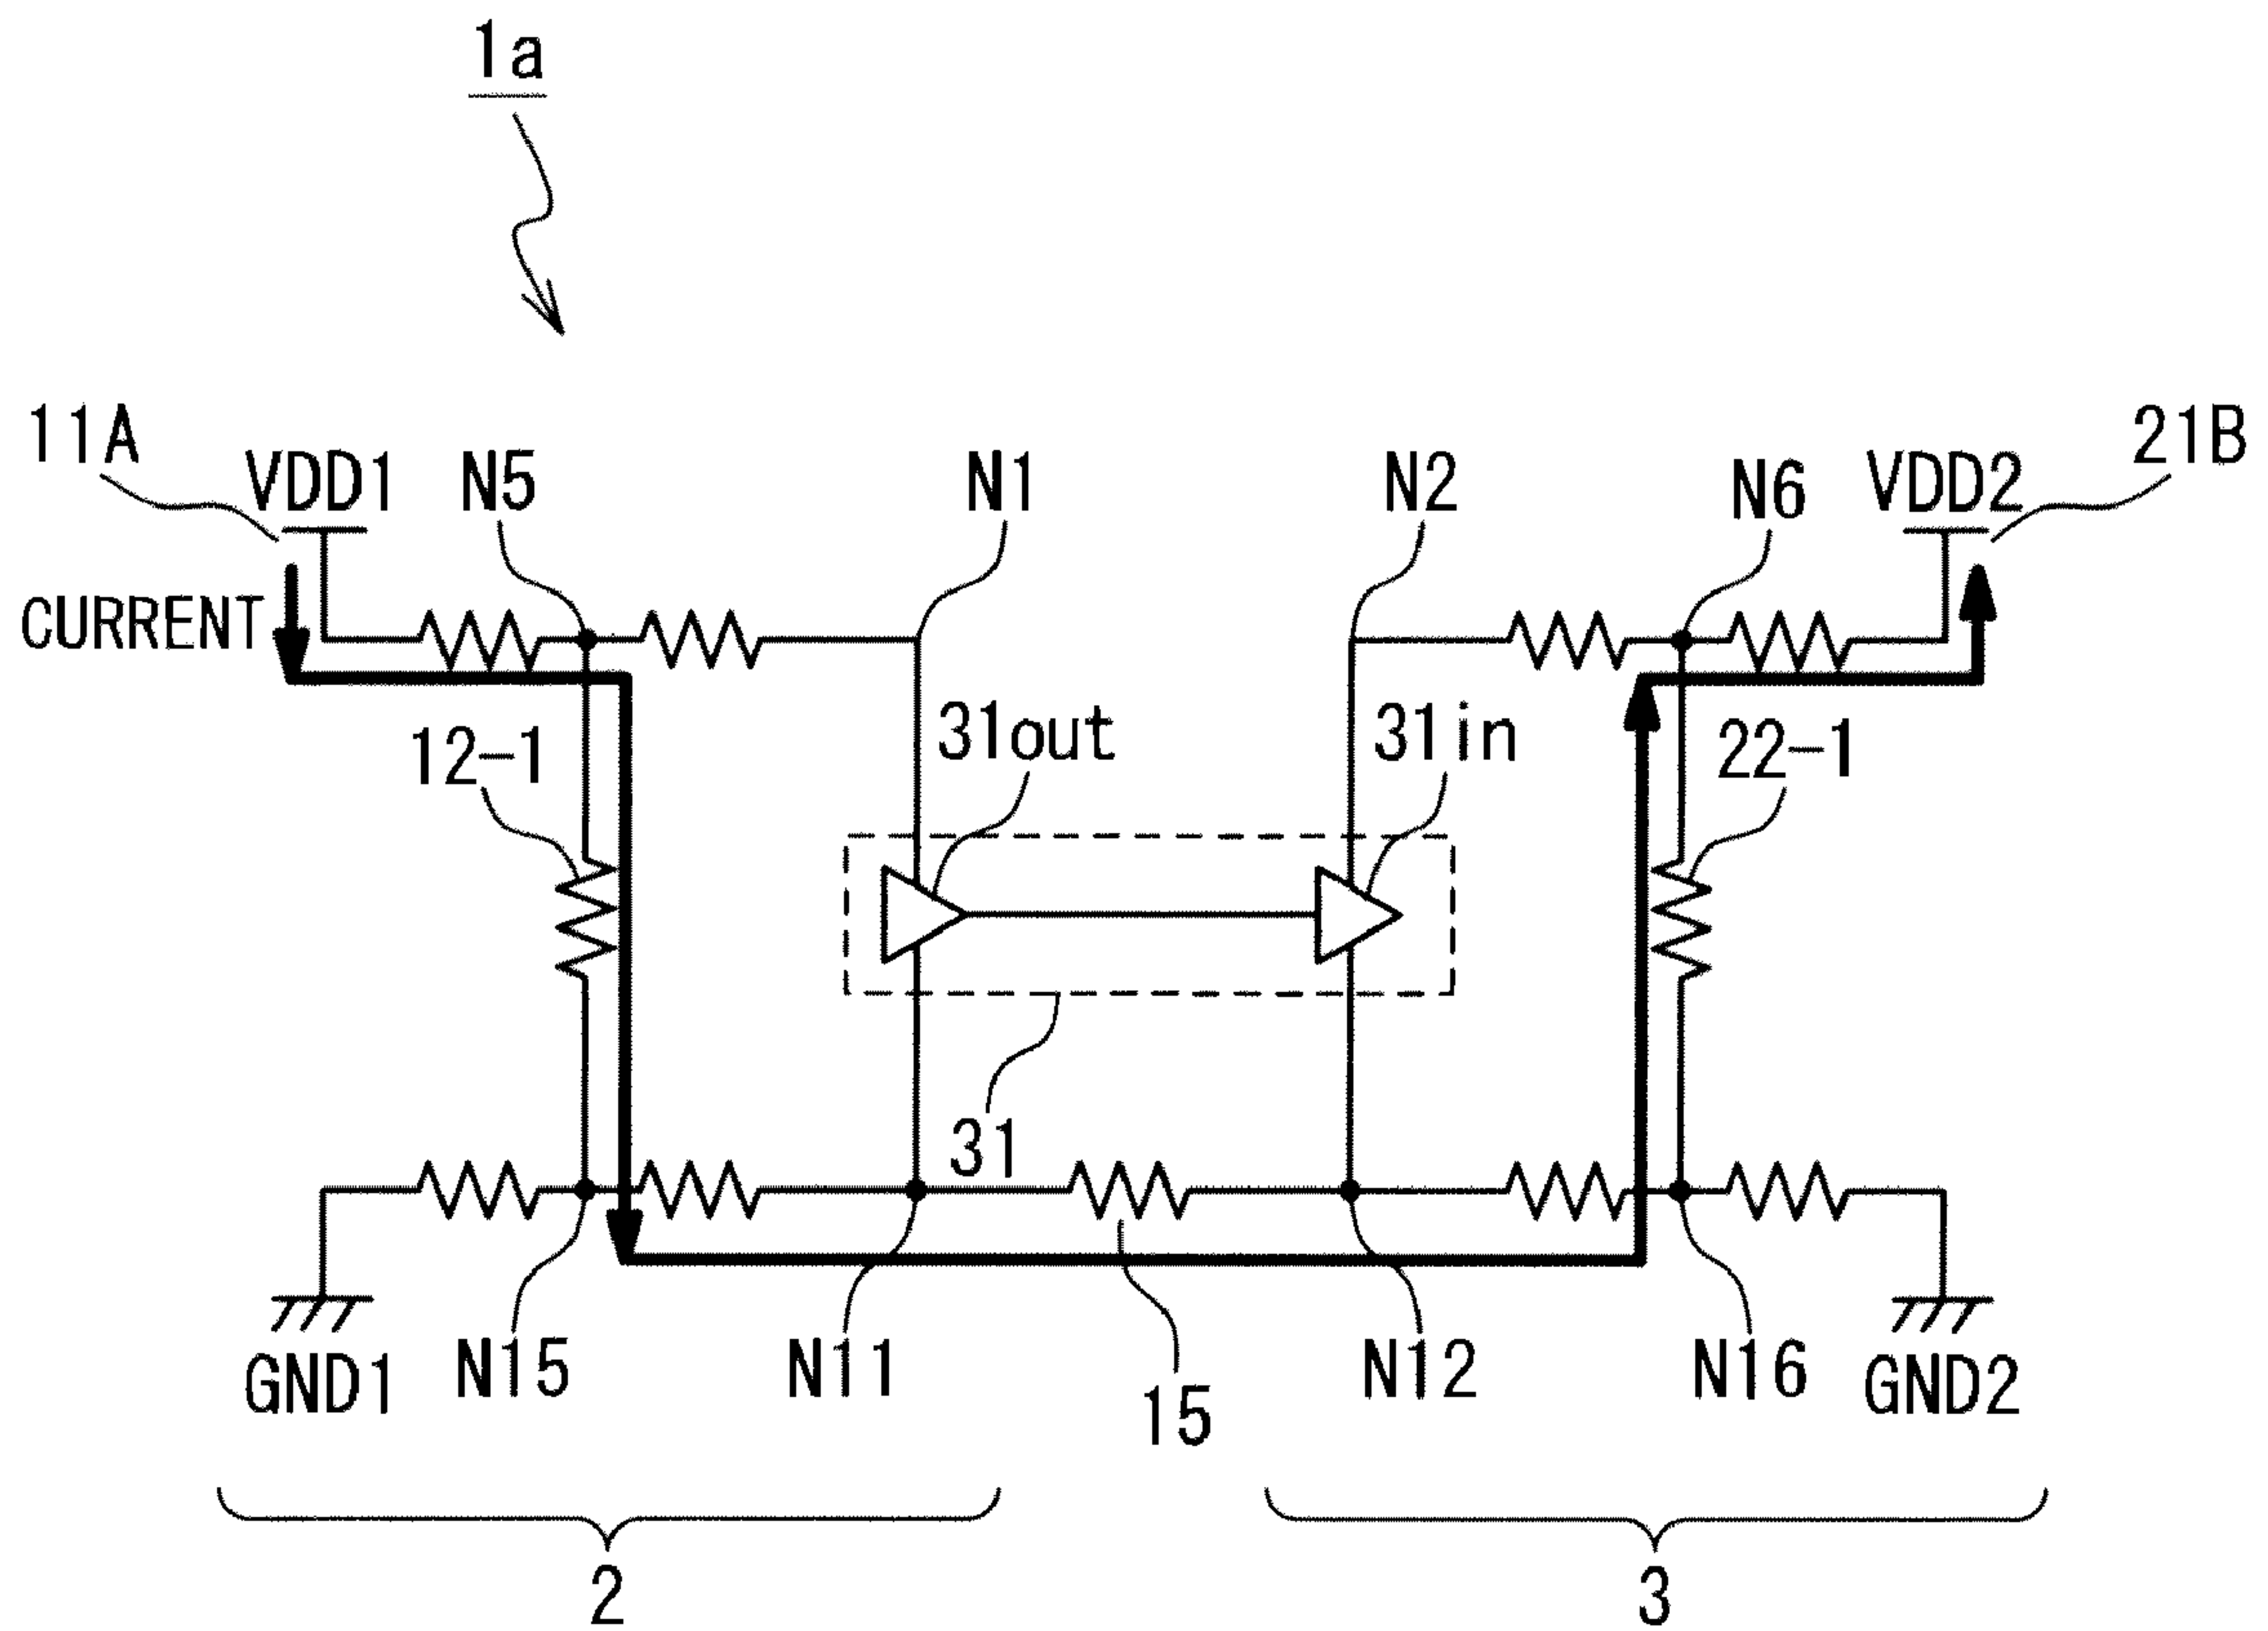 1a
11A
VDD1
N5
N1
N2
N6
VDD2
21B
CURRENT
12-1
31out
31in
22-1
31
GND1
N15
N11
15
N12
N16
GND2
2
3